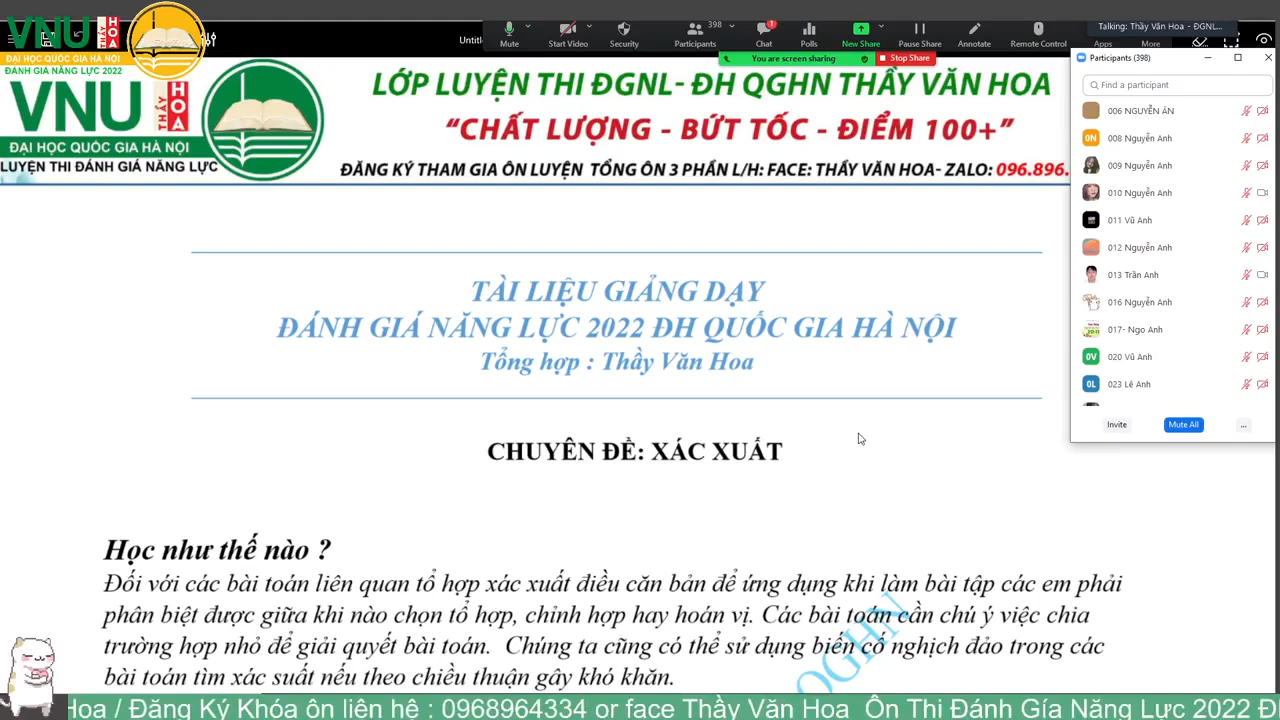 VNU
THẦY HOA
ĐẠI HỌC QUỐC GIA HÀ NỘI
ĐÁNH GIÁ NĂNG LỰC 2022
Untitl
Mute
Start Video
Security
398
Participants
1
Chat
Polls
New Share
Pause Share
Annotate
Remote Control
Apps
More
Talking: Thầy Văn Hoa - ĐGNL...
You are screen sharing
Stop Share
VNU
THẦY HOA
ĐẠI HỌC QUỐC GIA HÀ NỘI
LUYỆN THI ĐÁNH GIÁ NĂNG LỰC
LỚP LUYỆN THI ĐGNL- ĐH QGHN THẦY VĂN HOA
“CHẤT LƯỢNG - BỨT TỐC - ĐIỂM 100+”
ĐĂNG KÝ THAM GIA ÔN LUYỆN TỔNG ÔN 3 PHẦN L/H: FACE: THẦY VĂN HOA- ZALO: 096.896.
Participants (398)
Find a participant
006 NGUYỄN ÂN
0N 008 Nguyễn Anh
009 Nguyễn Anh
010 Nguyễn Anh
011 Vũ Anh
012 Nguyễn Anh
013 Trần Anh
016 Nguyễn Anh
017- Ngo Anh
0V 020 Vũ Anh
0L 023 Lê Anh
Invite
Mute All
...
TÀI LIỆU GIẢNG DẠY
ĐÁNH GIÁ NĂNG LỰC 2022 ĐH QUỐC GIA HÀ NỘI
Tổng hợp : Thầy Văn Hoa
CHUYÊN ĐỀ: XÁC XUẤT
Học như thế nào ?
Đối với các bài toán liên quan tổ hợp xác xuất điều căn bản để ứng dụng khi làm bài tập các em phải
phân biệt được giữa khi nào chọn tổ hợp, chỉnh hợp hay hoán vị. Các bài toán cần chú ý việc chia
trường hợp nhỏ để giải quyết bài toán. Chúng ta cũng có thể sử dụng biến cố nghịch đảo trong các
bài toán tìm xác suất nếu theo chiều thuận gây khó khăn.
QGHN
Hoa / Đăng Ký Khóa ôn liên hệ : 0968964334 or face Thầy Văn Hoa Ôn Thi Đánh Gía Năng Lực 2022 Đ